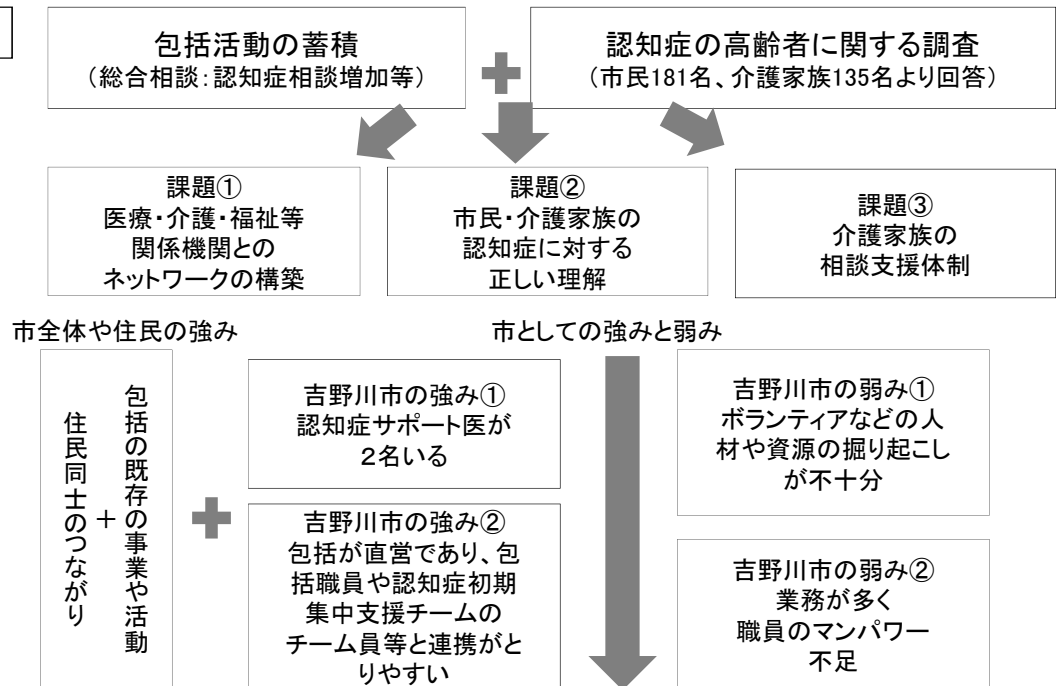 包括活動の蓄積
（総合相談：認知症相談増加等）
認知症の高齢者に関する調査
（市民181名、介護家族135名より回答）
課題①
医療・介護・福祉等
関係機関との
ネットワークの構築
課題②
市民・介護家族の
認知症に対する
正しい理解
課題③
介護家族の
相談支援体制
市全体や住民の強み
市としての強みと弱み
包括の既存の事業や活動
＋
住民同士のつながり
吉野川市の強み①
認知症サポート医が
２名いる
吉野川市の強み②
包括が直営であり、包
括職員や認知症初期
集中支援チームの
チーム員等と連携がと
りやすい
吉野川市の弱み①
ボランティアなどの人
材や資源の掘り起こし
が不十分
吉野川市の弱み②
業務が多く
職員のマンパワー
不足